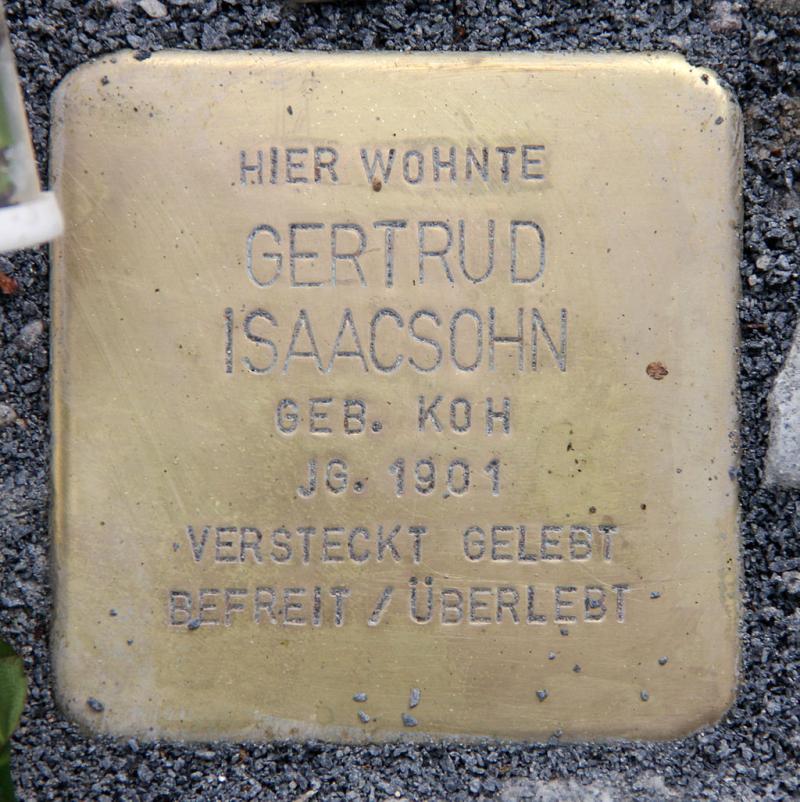 HIER WOHNTE
GERTRUD
ISAACSOHN
GEB. KOH
JG. 1901
VERSTECKT GELEBT
BEFREIT / ÜBERLEBT